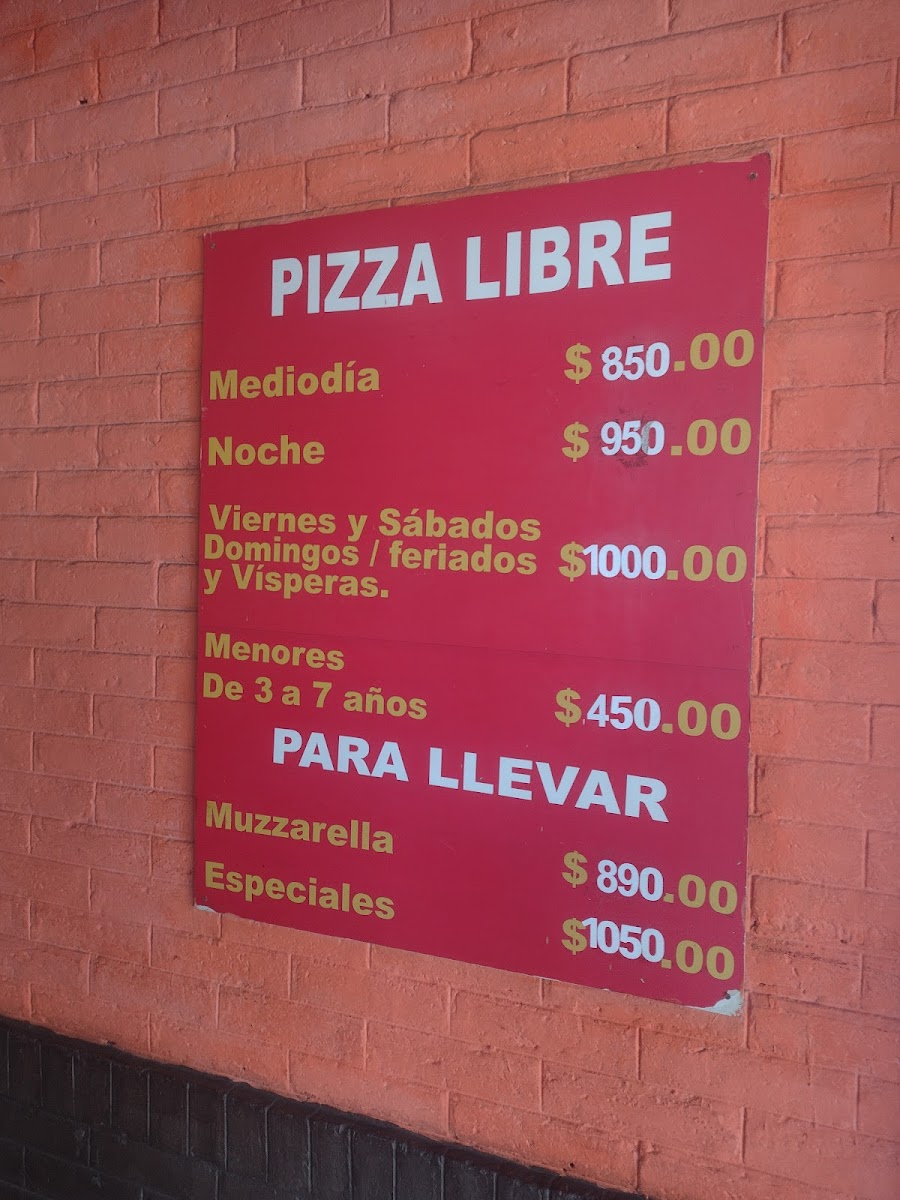 PIZZA LIBRE
Mediodía $ 850.00
Noche $ 950.00
Viernes y Sábados
Domingos / feriados $1000.00
y Vísperas.
Menores
De 3 a 7 años $ 450.00
PARA LLEVAR
Muzzarella $ 890.00
Especiales $1050.00